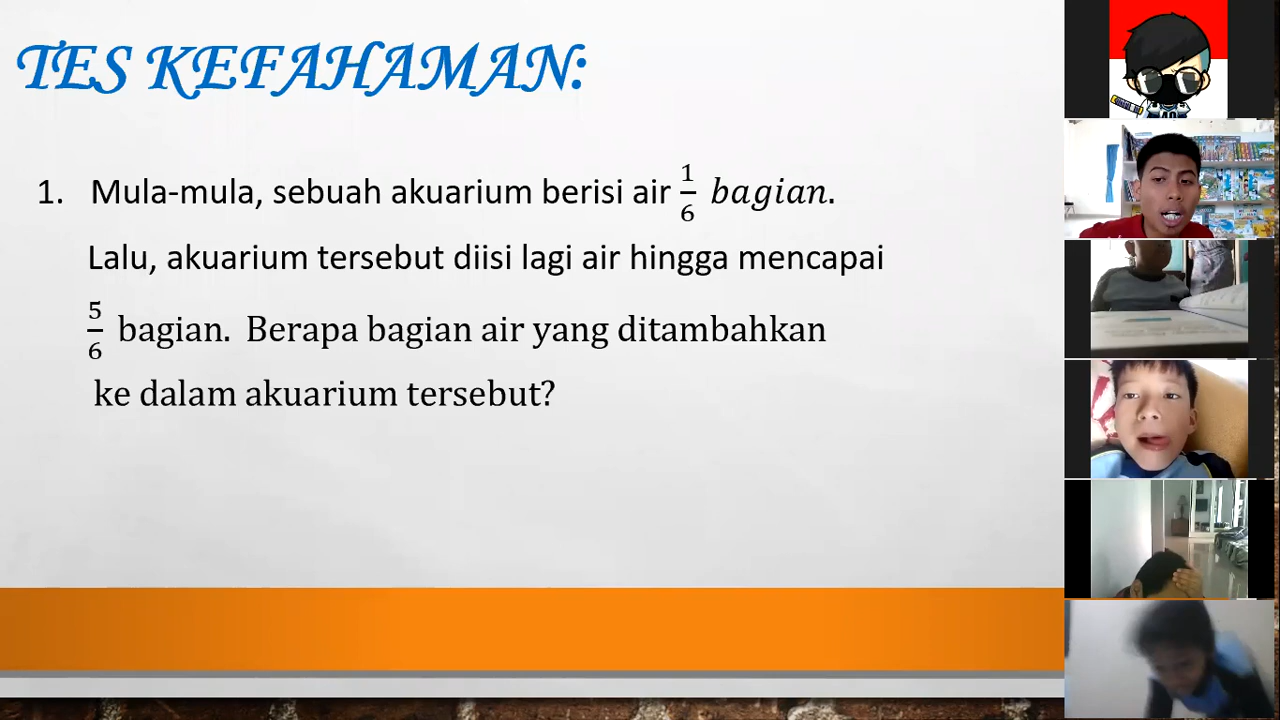 TES KEFAHAMAN:
1. Mula-mula, sebuah akuarium berisi air 1/6 bagian.
Lalu, akuarium tersebut diisi lagi air hingga mencapai
5/6 bagian. Berapa bagian air yang ditambahkan
ke dalam akuarium tersebut?